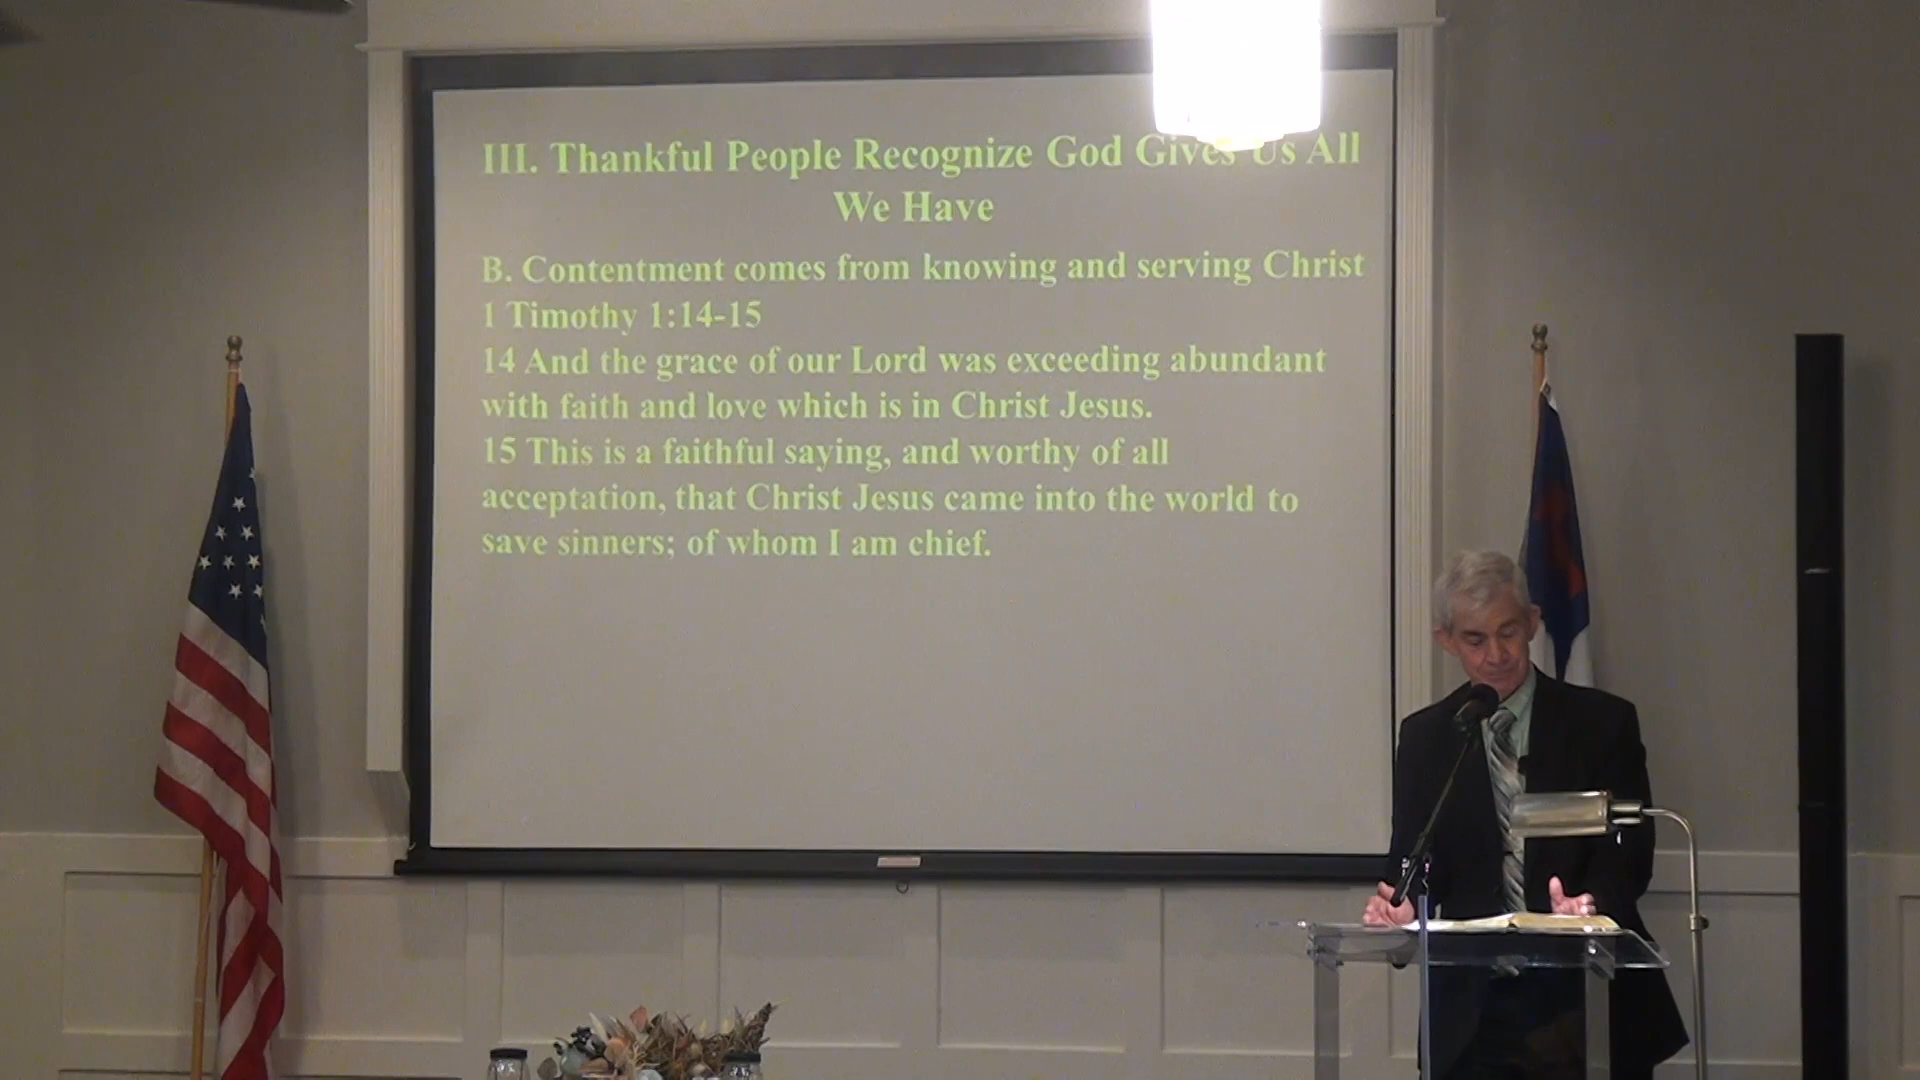 III. Thankful People Recognize God Gives Us All
We Have
B. Contentment comes from knowing and serving Christ
1 Timothy 1:14-15
14 And the grace of our Lord was exceeding abundant
with faith and love which is in Christ Jesus.
15 This is a faithful saying, and worthy of all
acceptation, that Christ Jesus came into the world to
save sinners; of whom I am chief.